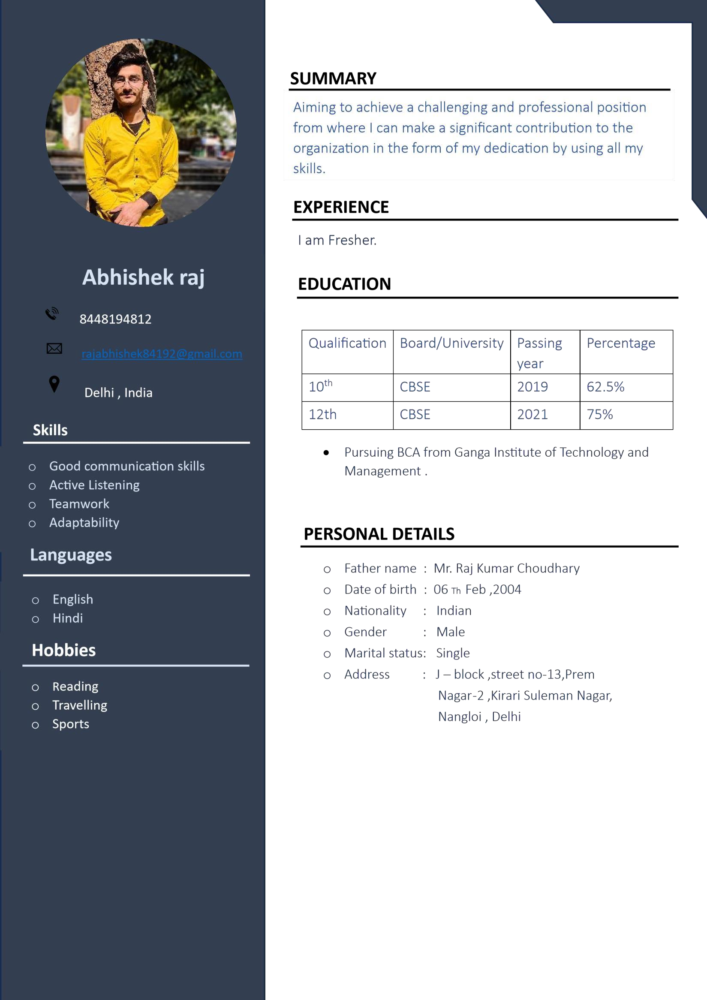 Abhishek raj
8448194812
rajabhishek84192@gmail.com
Delhi , India
Skills
Good communication skills
Active Listening
Teamwork
Adaptability
Languages
English
Hindi
Hobbies
Reading
Travelling
Sports
SUMMARY
Aiming to achieve a challenging and professional position
from where I can make a significant contribution to the
organization in the form of my dedication by using all my
skills.
EXPERIENCE
I am Fresher.
EDUCATION
Qualification Board/University Passing year Percentage
10th CBSE 2019 62.5%
12th CBSE 2021 75%
Pursuing BCA from Ganga Institute of Technology and
Management .
PERSONAL DETAILS
Father name : Mr. Raj Kumar Choudhary
Date of birth : 06 Th Feb ,2004
Nationality : Indian
Gender : Male
Marital status: Single
Address : J – block ,street no-13,Prem
Nagar-2 ,Kirari Suleman Nagar,
Nangloi , Delhi